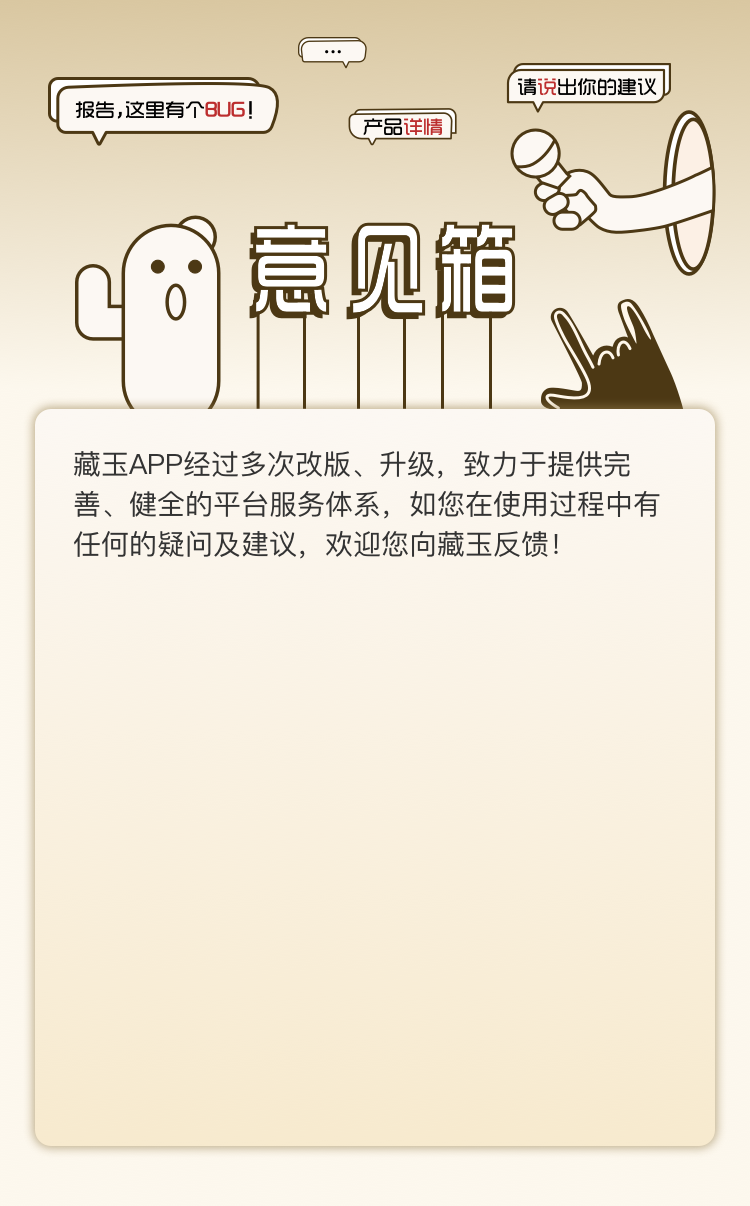 …
请说出你的建议
报告,这里有个BUG!
产品详情
意见箱
藏玉APP经过多次改版、升级，致力于提供完
善、健全的平台服务体系，如您在使用过程中有
任何的疑问及建议，欢迎您向藏玉反馈！